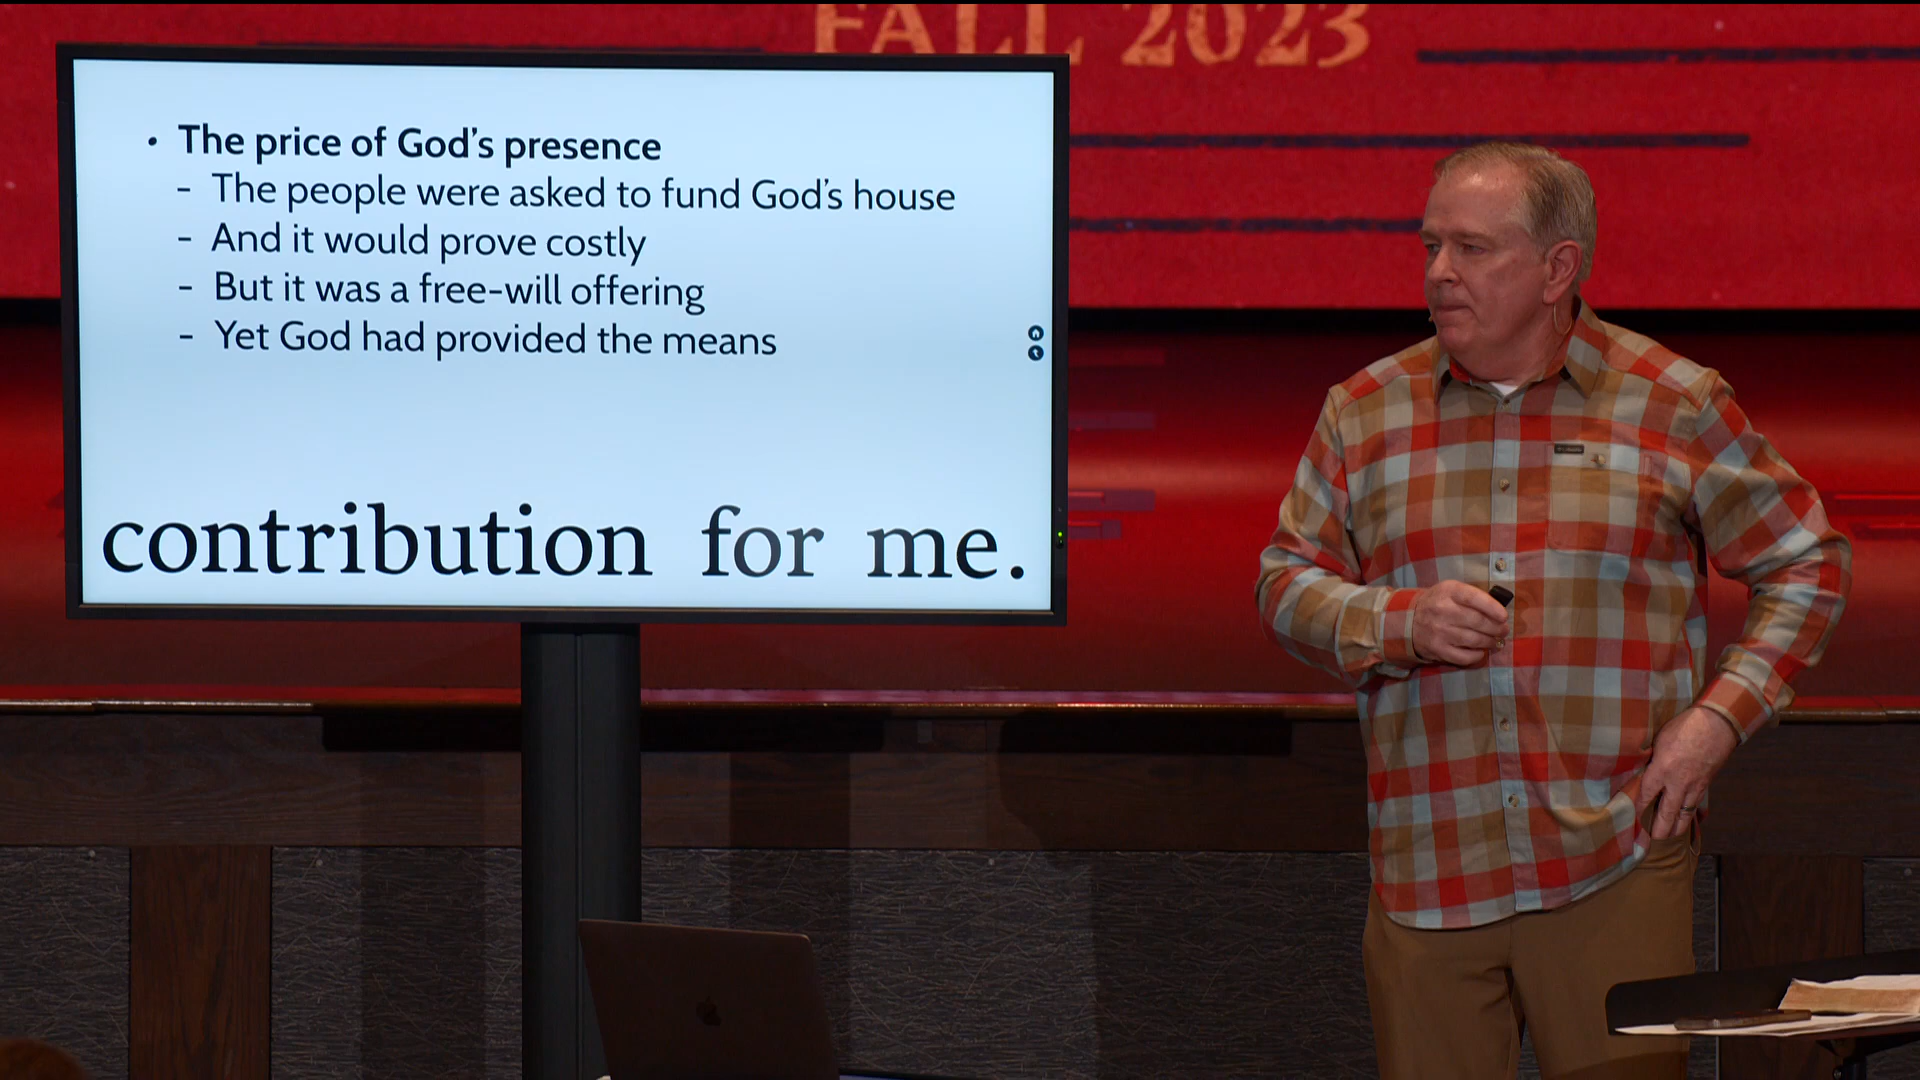 FALL 2023
• The price of God's presence
- The people were asked to fund God's house
- And it would prove costly
- But it was a free-will offering
- Yet God had provided the means
contribution for me.